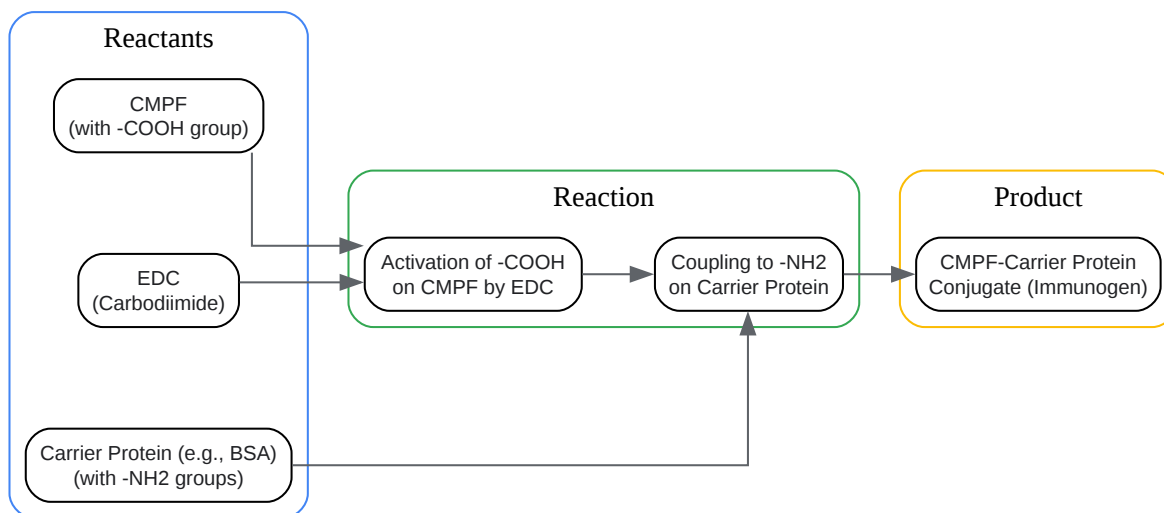 Reactants
CMPF
(with -COOH group)
EDC
(Carbodiimide)
Carrier Protein (e.g., BSA)
(with -NH2 groups)
Reaction
Activation of -COOH
on CMPF by EDC
Coupling to -NH2
on Carrier Protein
Product
CMPF-Carrier Protein
Conjugate (Immunogen)